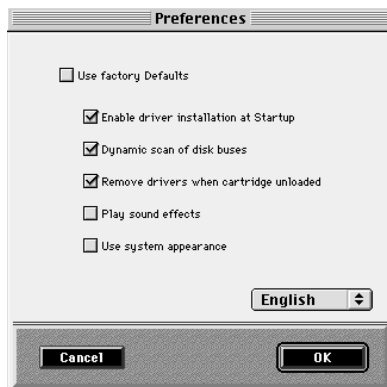 Preferences
Use factory Defaults
Enable driver installation at Startup
Dynamic scan of disk buses
Remove drivers when cartridge unloaded
Play sound effects
Use system appearance
English
Cancel
OK